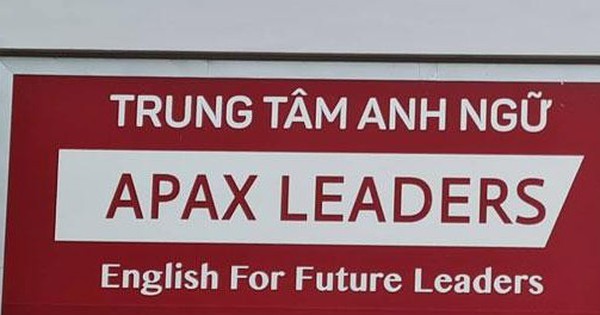 TRUNG TÂM ANH NGỮ
APAX LEADERS
English For Future Leaders